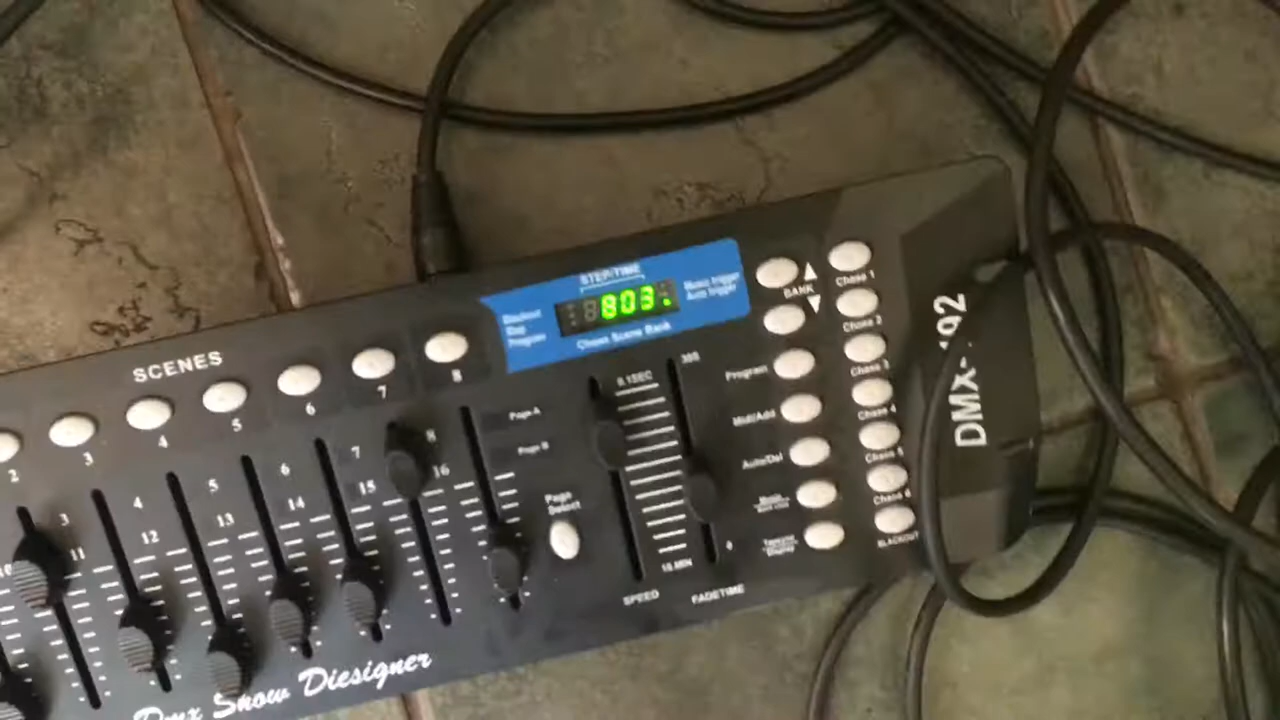 SCENES
2
3
4
5
6
7
8
STEP/TIME
803.
Blackout
Program
Music trigger
Auto trigger
Chase Scene Bank
BANK
Chase 1
Chase 2
Chase 3
Chase 4
Chase 5
Chase 6
BLACKOUT
Program
Midi/Add
Auto/Del
Display
DMX-192
Page A
Page B
Page
Select
0.1SEC
30S
10 MIN
0
SPEED
FADETIME
3
4
5
6
7
8
10
11
12
13
14
15
16
Dmx Show Diesigner